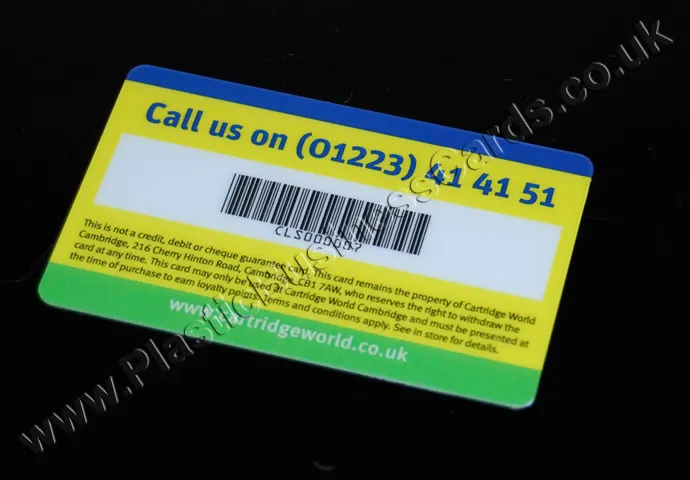 Call us on (01223) 41 41 51
CLS000097
This is not a credit, debit or cheque guarantee card. This card remains the property of Cartridge World
Cambridge, 216 Cherry Hinton Road, Cambridge, CB1 7AW, who reserves the right to withdraw the
card at any time. This card may only be used at Cartridge World Cambridge and must be presented at
the time of purchase to earn loyalty points. Terms and conditions apply. See in store for details.
www.cartridgeworld.co.uk
www.PlasticBusinessCards.co.uk